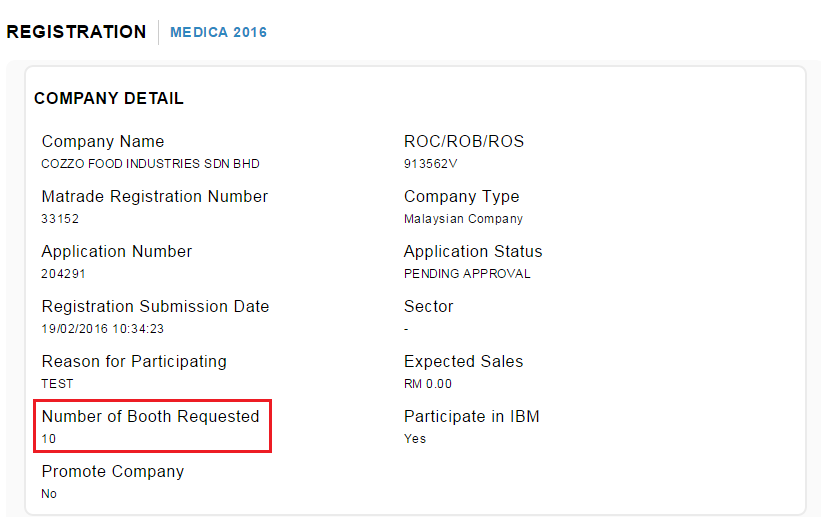 REGISTRATION MEDICA 2016
COMPANY DETAIL
Company Name ROC/ROB/ROS
COZZO FOOD INDUSTRIES SDN BHD 913562V
Matrade Registration Number Company Type
33152 Malaysian Company
Application Number Application Status
204291 PENDING APPROVAL
Registration Submission Date Sector
19/02/2016 10:34:23 -
Reason for Participating Expected Sales
TEST RM 0.00
Number of Booth Requested Participate in IBM
10 Yes
Promote Company
No